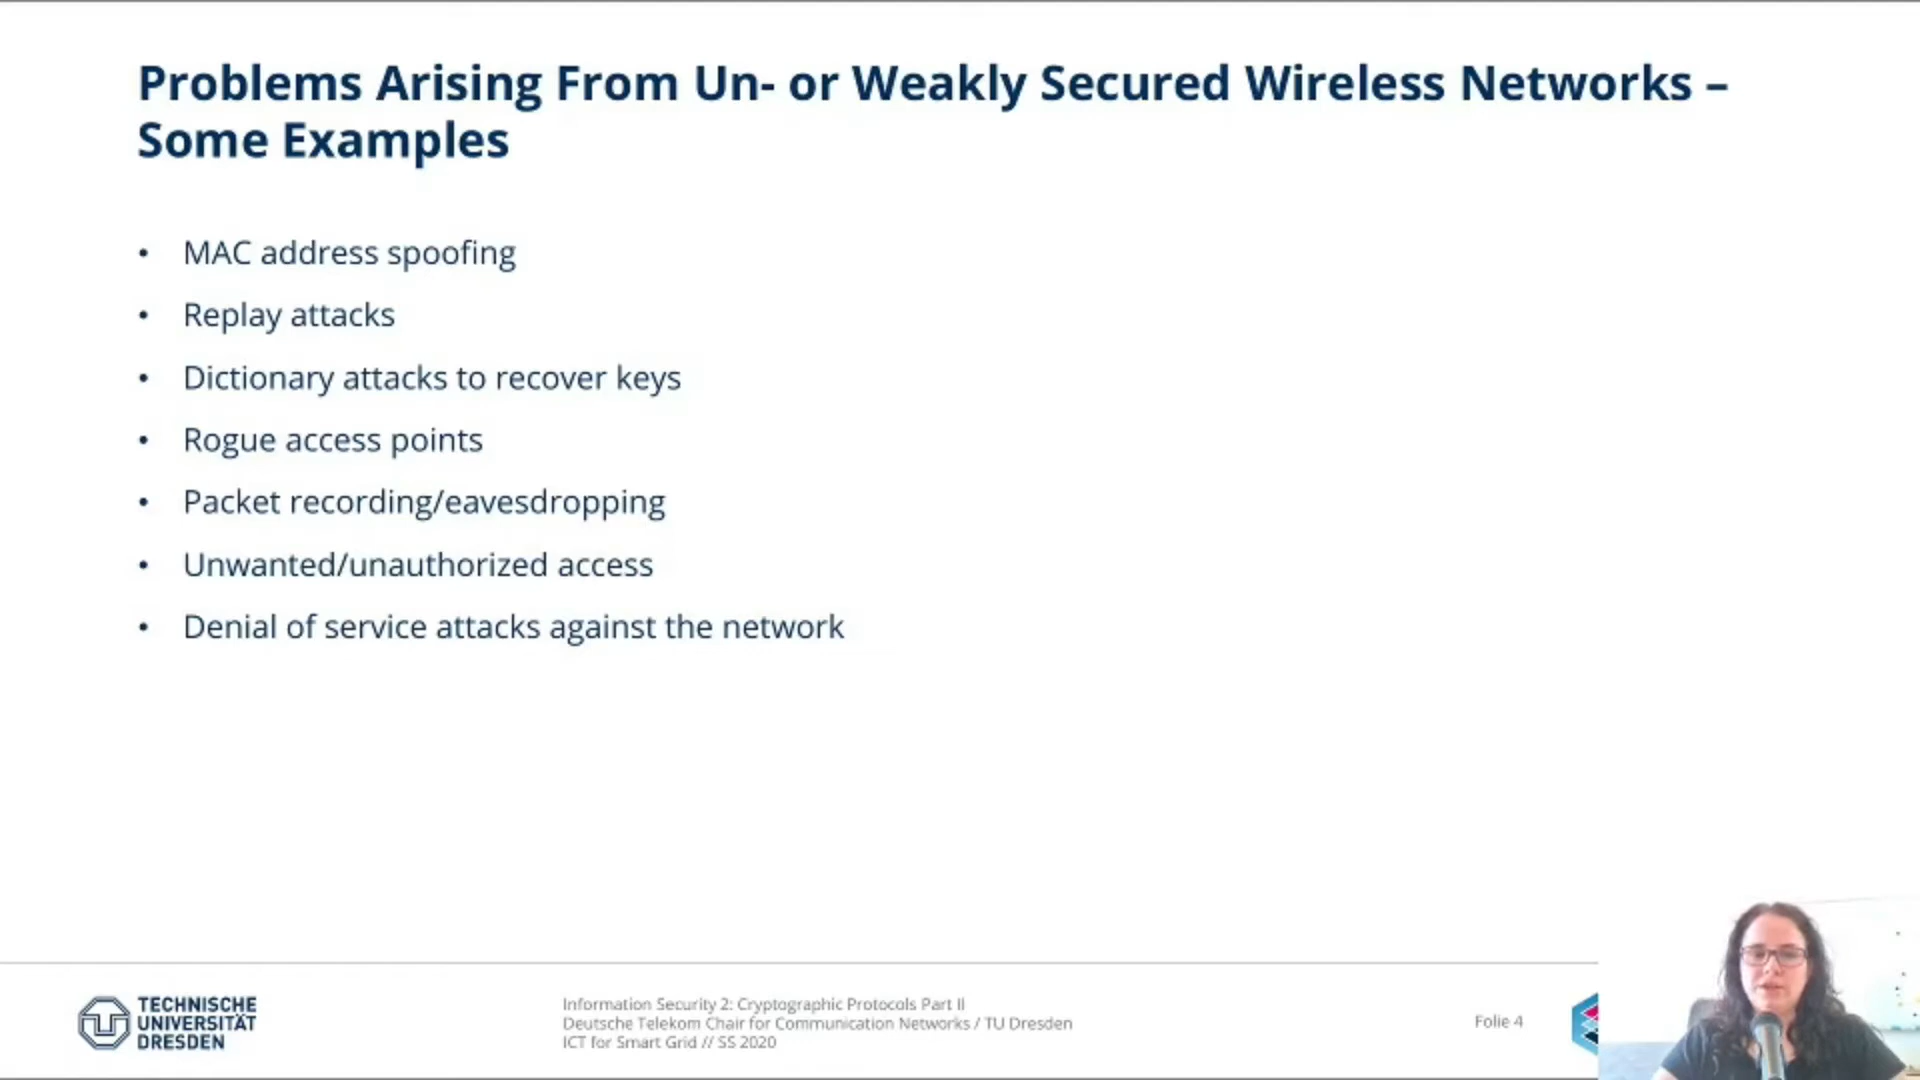 Problems Arising From Un- or Weakly Secured Wireless Networks –
Some Examples
• MAC address spoofing
• Replay attacks
• Dictionary attacks to recover keys
• Rogue access points
• Packet recording/eavesdropping
• Unwanted/unauthorized access
• Denial of service attacks against the network
TECHNISCHE
UNIVERSITÄT
DRESDEN
Information Security 2: Cryptographic Protocols Part II
Deutsche Telekom Chair for Communication Networks / TU Dresden
ICT for Smart Grid // SS 2020
Folie 4